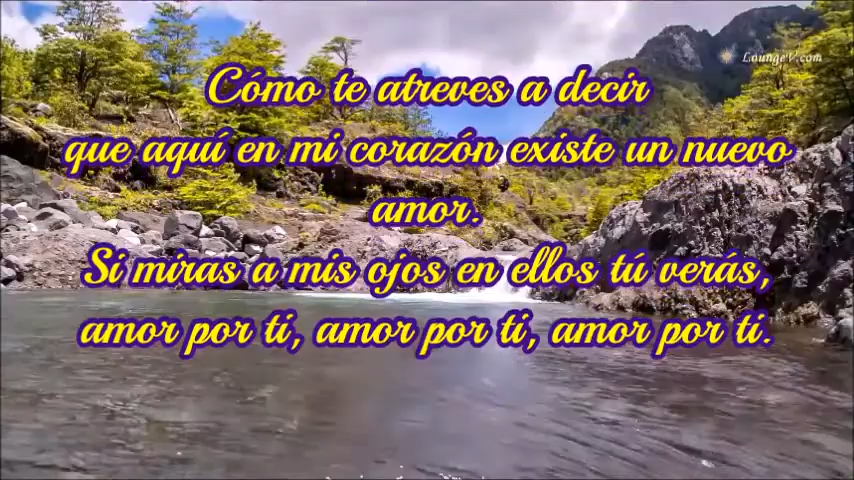 LoungeV.com
Cómo te atreves a decir
que aquí en mi corazón existe un nuevo
amor.
Si miras a mis ojos en ellos tú verás,
amor por ti, amor por ti, amor por ti.